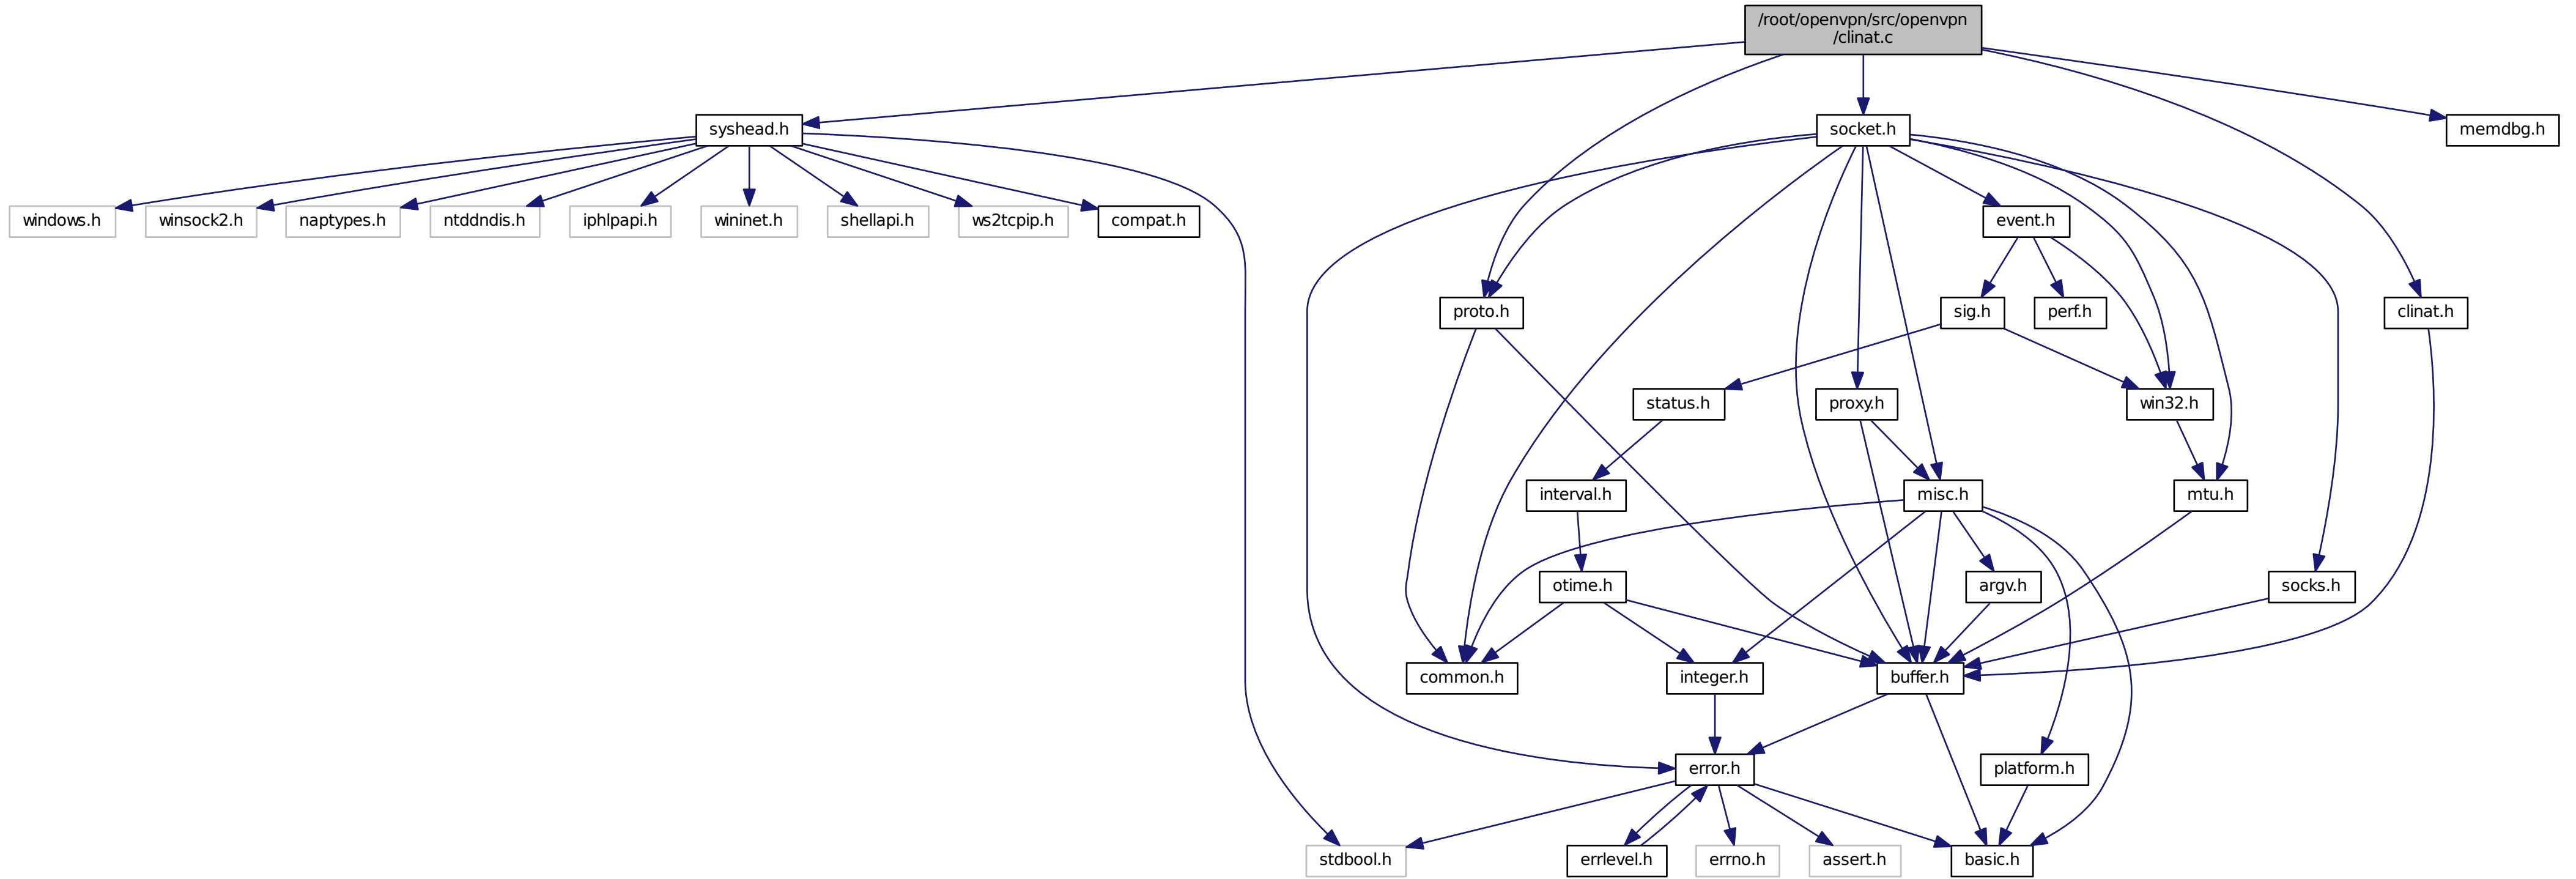 /root/openvpn/src/openvpn
/clinat.c
syshead.h
socket.h
memdbg.h
windows.h
winsock2.h
naptypes.h
ntddndis.h
iphlpapi.h
wininet.h
shellapi.h
ws2tcpip.h
compat.h
event.h
proto.h
sig.h
perf.h
clinat.h
status.h
proxy.h
win32.h
interval.h
misc.h
mtu.h
otime.h
argv.h
socks.h
common.h
integer.h
buffer.h
error.h
platform.h
stdbool.h
errlevel.h
errno.h
assert.h
basic.h